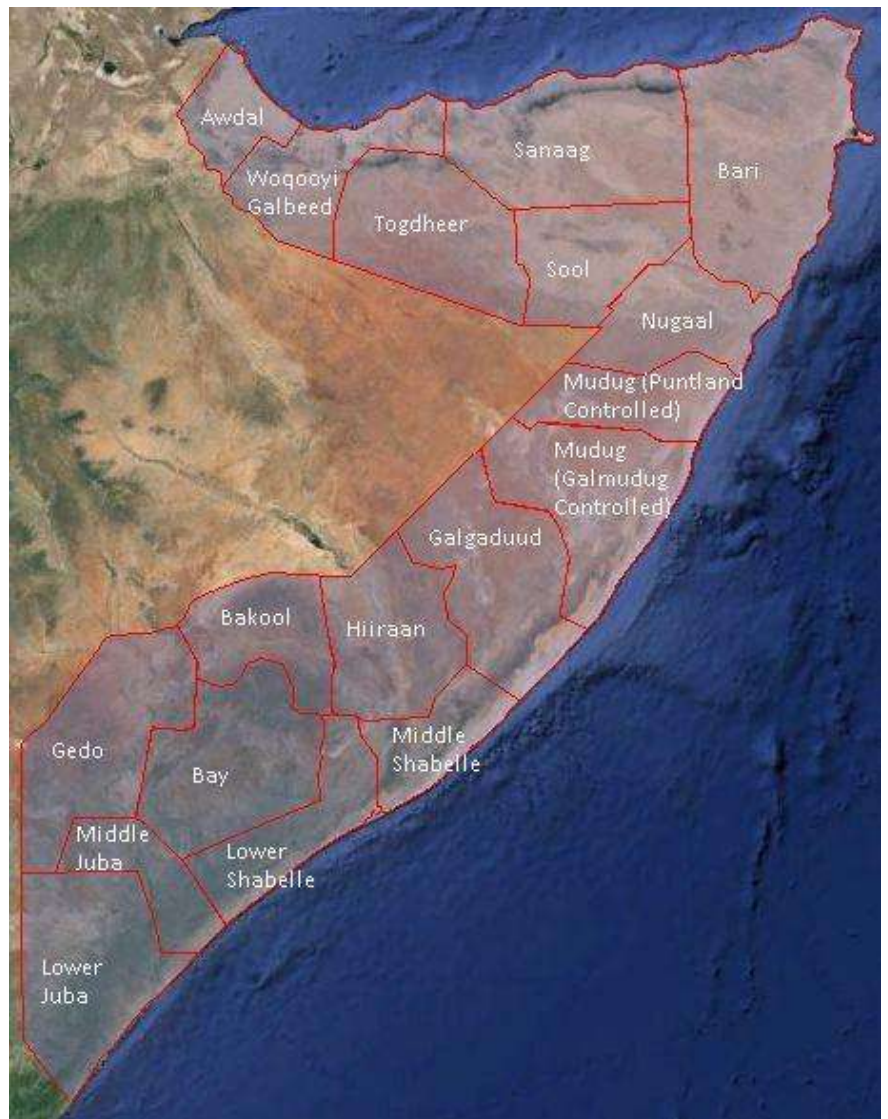 Awdal
Sanaag
Bari
Woqooyi
Galbeed
Togdheer
Sool
Nugaal
Mudug (Puntland
Controlled)
Mudug
(Galmudug
Controlled)
Galgaduud
Bakool
Hiiraan
Gedo
Bay
Middle
Shabelle
Middle
Juba
Lower
Shabelle
Lower
Juba